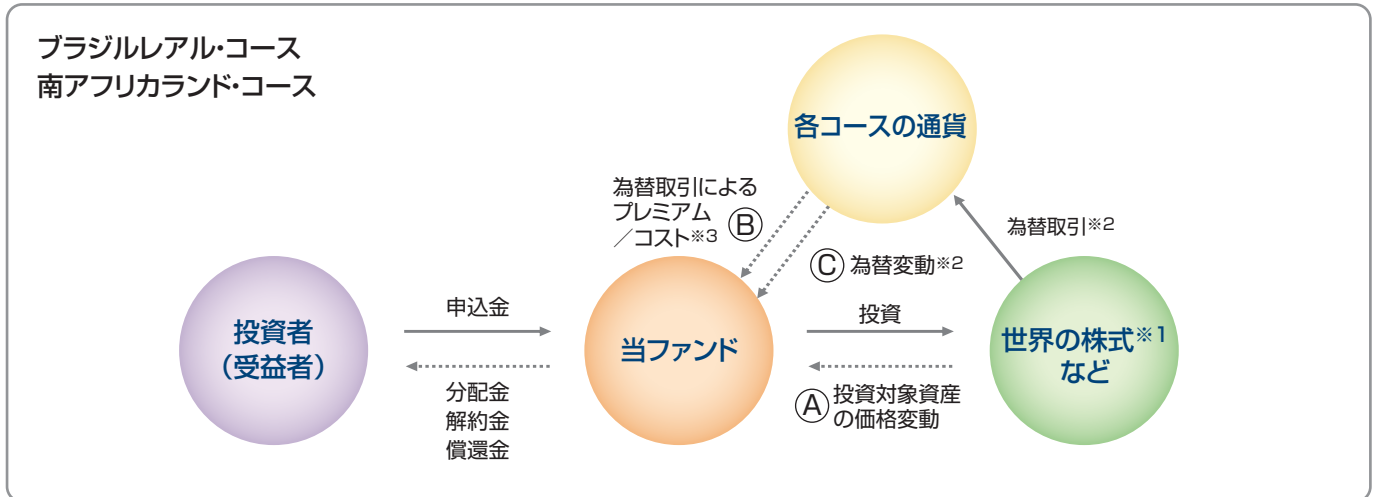 ブラジルレアル・コース
南アフリカランド・コース
各コースの通貨
為替取引による
プレミアム
／コスト※3
Ⓑ
為替取引※2
Ⓒ 為替変動※2
投資者
（受益者）
申込金
分配金
解約金
償還金
当ファンド
投資
Ⓐ
投資対象資産
の価格変動
世界の株式※1
など